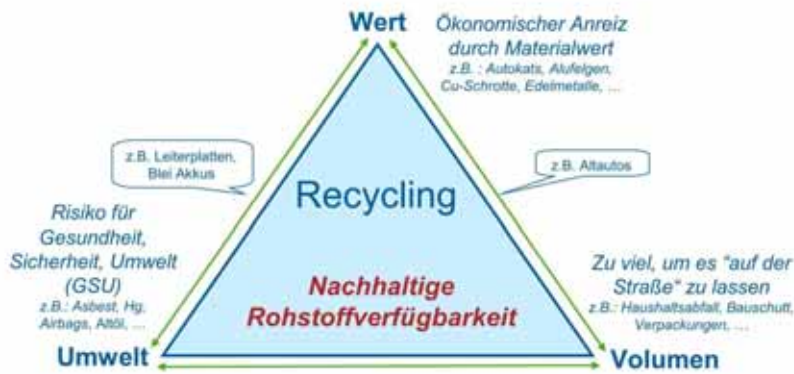 Wert
Ökonomischer Anreiz
durch Materialwert
z.B. : Autokats, Alufelgen,
Cu-Schrotte, Edelmetalle, ...
z.B. Leiterplatten,
Blei Akkus
z.B. Altautos
Recycling
Risiko für
Gesundheit,
Sicherheit, Umwelt
(GSU)
z.B.: Asbest, Hg,
Airbags, Altöl, ...
Zu viel, um es "auf der
Straße" zu lassen
z.B.: Haushaltsabfall, Bauschutt,
Verpackungen, ...
Nachhaltige
Rohstoffverfügbarkeit
Umwelt
Volumen